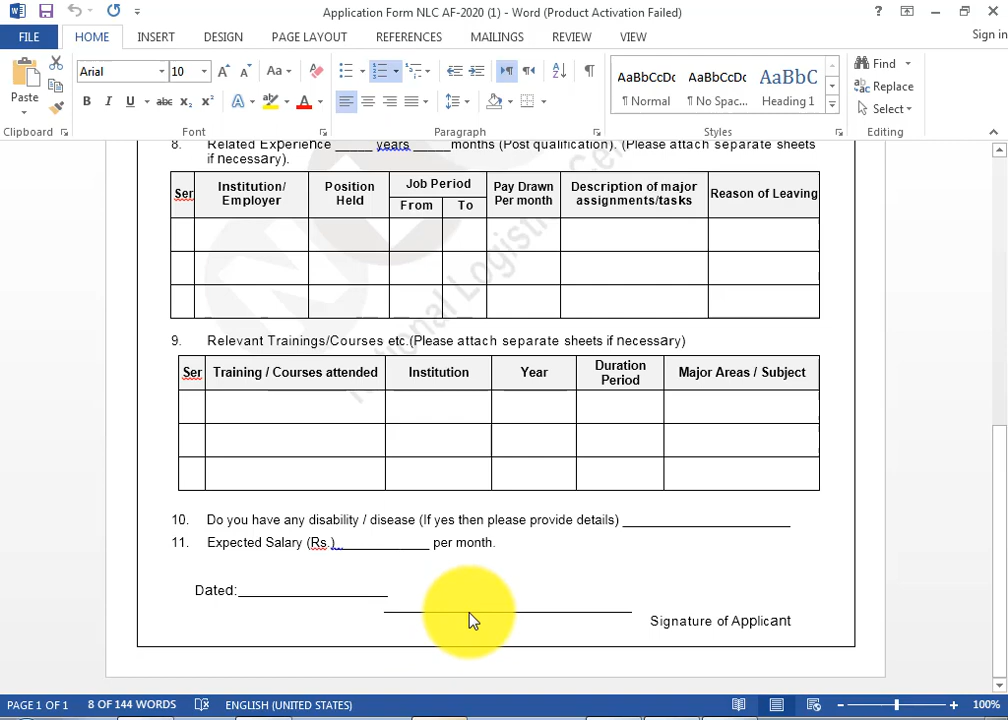 Application Form NLC AF-2020 (1) - Word (Product Activation Failed)
FILE HOME INSERT DESIGN PAGE LAYOUT REFERENCES MAILINGS REVIEW VIEW Sign in
Paste
Arial 10
Aa
B I U abc x₂ x²
A A
Find
Replace
Select
AaBbCcDc AaBbCcDc AaBbC
¶ Normal ¶ No Spac... Heading 1
Clipboard Font Paragraph Styles Editing
8. Related Experience _____ years _____months (Post qualification). (Please attach separate sheets
if necessary).
Ser Institution/ Employer Position Held Job Period From To Pay Drawn Per month Description of major assignments/tasks Reason of Leaving
9. Relevant Trainings/Courses etc.(Please attach separate sheets if necessary)
Ser Training / Courses attended Institution Year Duration Period Major Areas / Subject
10. Do you have any disability / disease (If yes then please provide details) ____________________
11. Expected Salary (Rs.)____________ per month.
Dated:____________________
Signature of Applicant
PAGE 1 OF 1 8 OF 144 WORDS ENGLISH (UNITED STATES) 100%